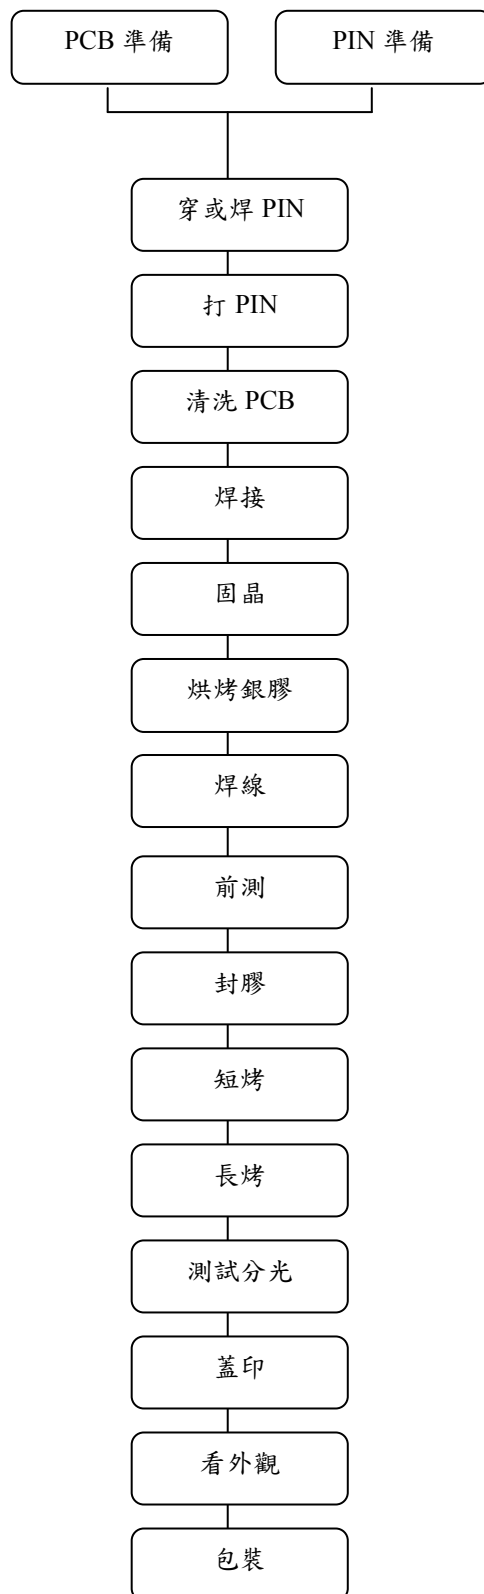 PCB 準備
PIN 準備
穿或焊 PIN
打 PIN
清洗 PCB
焊接
固晶
烘烤銀膠
焊線
前測
封膠
短烤
長烤
測試分光
蓋印
看外觀
包裝